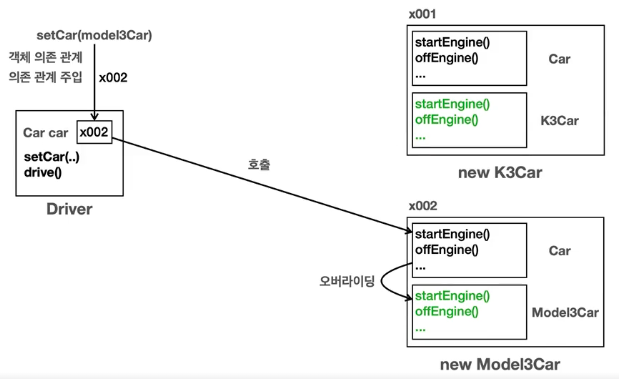 setCar(model3Car)
객체 의존 관계
의존 관계 주입
x002
Car car
x002
setCar(..)
drive()
Driver
호출
x001
startEngine()
offEngine()
...
Car
startEngine()
offEngine()
...
K3Car
new K3Car
x002
startEngine()
offEngine()
...
Car
오버라이딩
startEngine()
offEngine()
...
Model3Car
new Model3Car